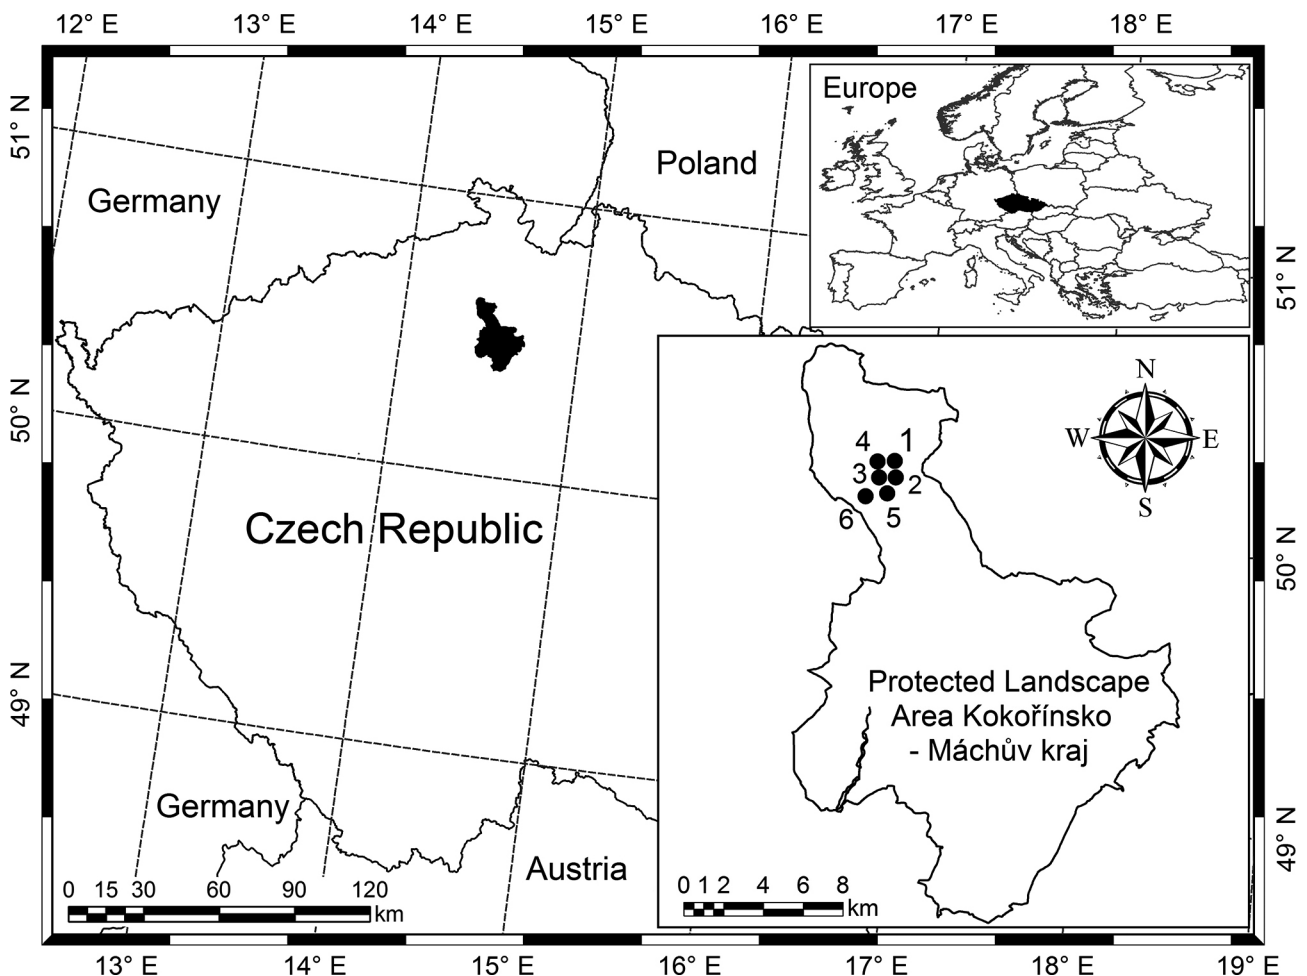 12° E 13° E 14° E 15° E 16° E 17° E 18° E
51° N
50° N
49° N
Germany
Poland
Czech Republic
Germany
Austria
0 15 30 60 90 120
km
Europe
N
W E
S
4 1
3 2
6 5
Protected Landscape
Area Kokořínsko
- Máchův kraj
0 1 2 4 6 8
km
51° N
50° N
49° N
13° E 14° E 15° E 16° E 17° E 18° E 19° E